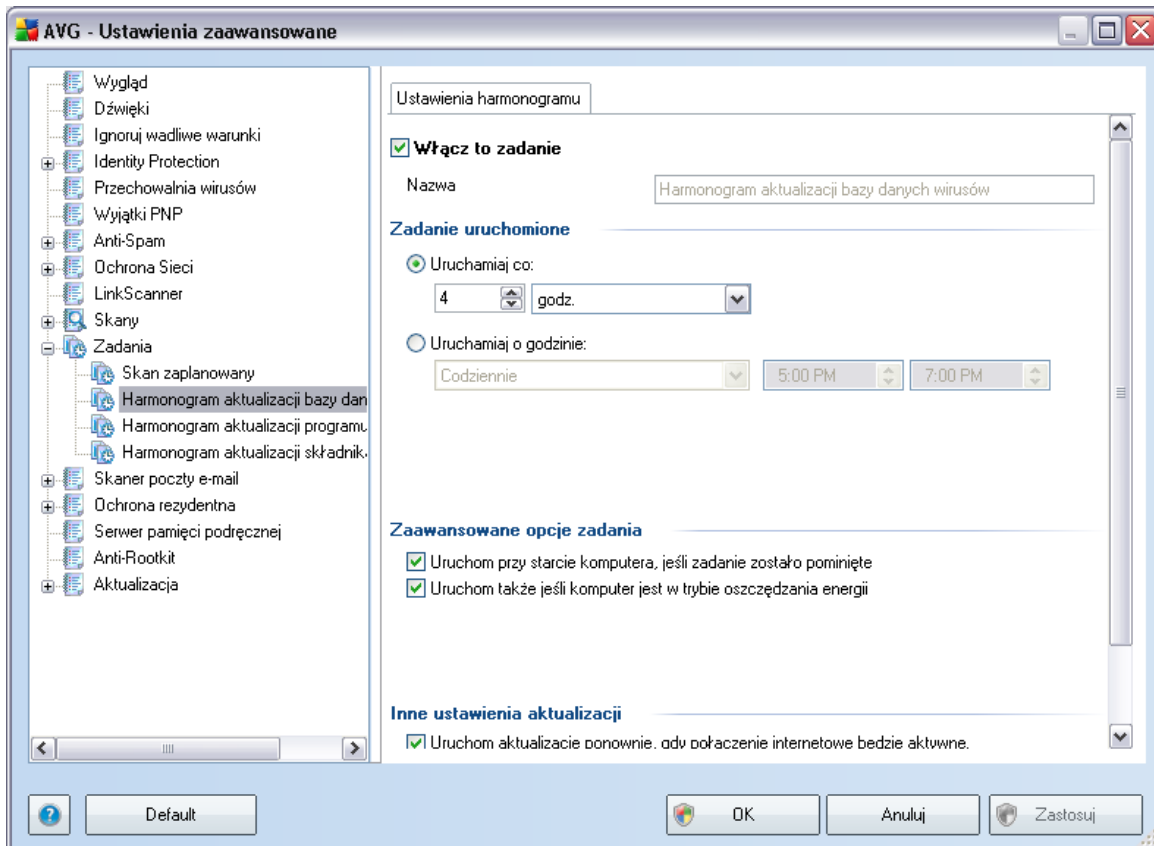 AVG - Ustawienia zaawansowane
Wygląd
Dźwięki
Ignoruj wadliwe warunki
Identity Protection
Przechowalnia wirusów
Wyjątki PNP
Anti-Spam
Ochrona Sieci
LinkScanner
Skany
Zadania
Skan zaplanowany
Harmonogram aktualizacji bazy dan
Harmonogram aktualizacji programu
Harmonogram aktualizacji składnik
Skaner poczty e-mail
Ochrona rezydentna
Serwer pamięci podręcznej
Anti-Rootkit
Aktualizacja
Ustawienia harmonogramu
Włącz to zadanie
Nazwa
Harmonogram aktualizacji bazy danych wirusów
Zadanie uruchomione
Uruchamiaj co:
4
godz.
Uruchamiaj o godzinie:
Codziennie
5:00 PM
7:00 PM
Zaawansowane opcje zadania
Uruchom przy starcie komputera, jeśli zadanie zostało pominięte
Uruchom także jeśli komputer jest w trybie oszczędzania energii
Inne ustawienia aktualizacji
Uruchom aktualizację ponownie, gdy połączenie internetowe będzie aktywne.
Default
OK
Anuluj
Zastosuj